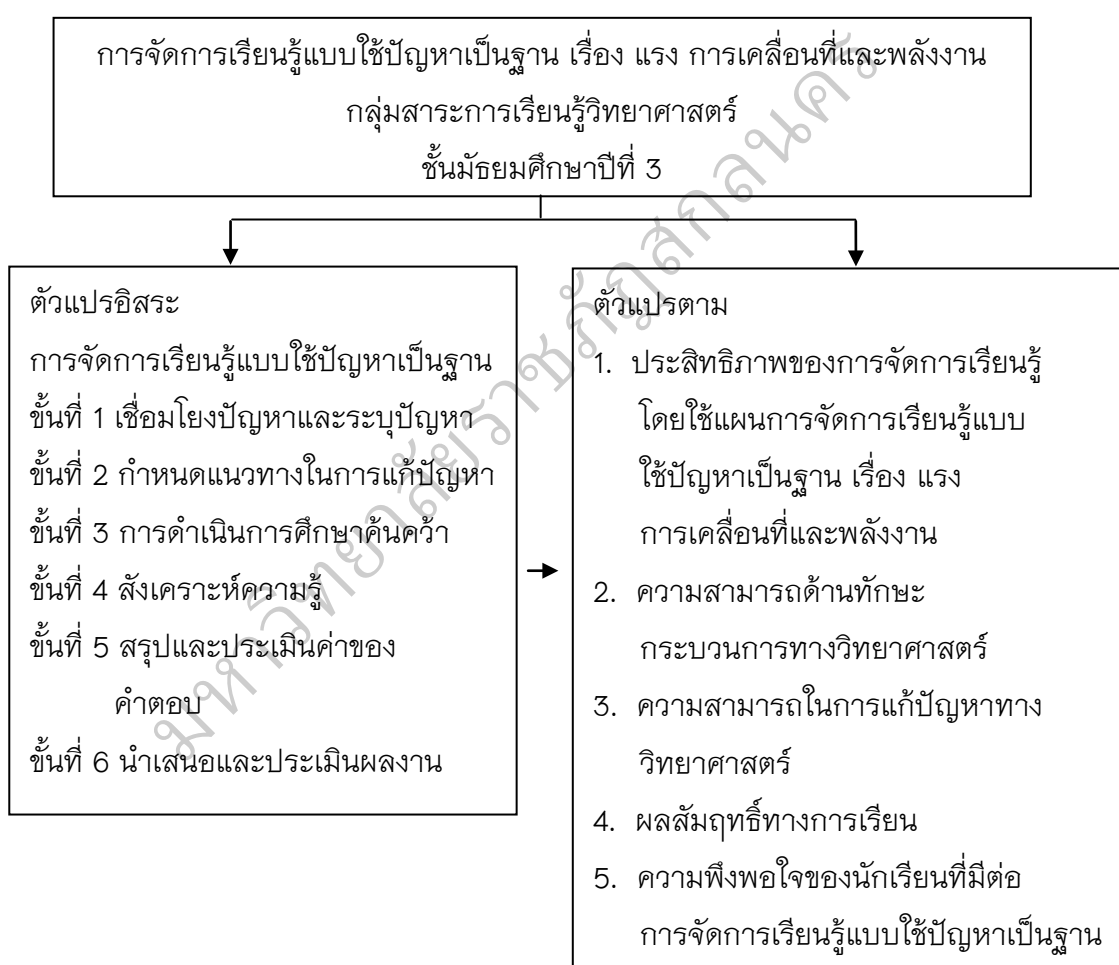 การจัดการเรียนรู้แบบใช้ปัญหาเป็นฐาน เรื่อง แรง การเคลื่อนที่และพลังงาน
กลุ่มสาระการเรียนรู้วิทยาศาสตร์
ชั้นมัธยมศึกษาปีที่ 3
ตัวแปรอิสระ
การจัดการเรียนรู้แบบใช้ปัญหาเป็นฐาน
ขั้นที่ 1 เชื่อมโยงปัญหาและระบุปัญหา
ขั้นที่ 2 กำหนดแนวทางในการแก้ปัญหา
ขั้นที่ 3 การดำเนินการศึกษาค้นคว้า
ขั้นที่ 4 สังเคราะห์ความรู้
ขั้นที่ 5 สรุปและประเมินค่าของ
คำตอบ
ขั้นที่ 6 นำเสนอและประเมินผลงาน
ตัวแปรตาม
1. ประสิทธิภาพของการจัดการเรียนรู้
โดยใช้แผนการจัดการเรียนรู้แบบ
ใช้ปัญหาเป็นฐาน เรื่อง แรง
การเคลื่อนที่และพลังงาน
2. ความสามารถด้านทักษะ
กระบวนการทางวิทยาศาสตร์
3. ความสามารถในการแก้ปัญหาทาง
วิทยาศาสตร์
4. ผลสัมฤทธิ์ทางการเรียน
5. ความพึงพอใจของนักเรียนที่มีต่อ
การจัดการเรียนรู้แบบใช้ปัญหาเป็นฐาน
มหาวิทยาลัยราชภัฏสกลนคร